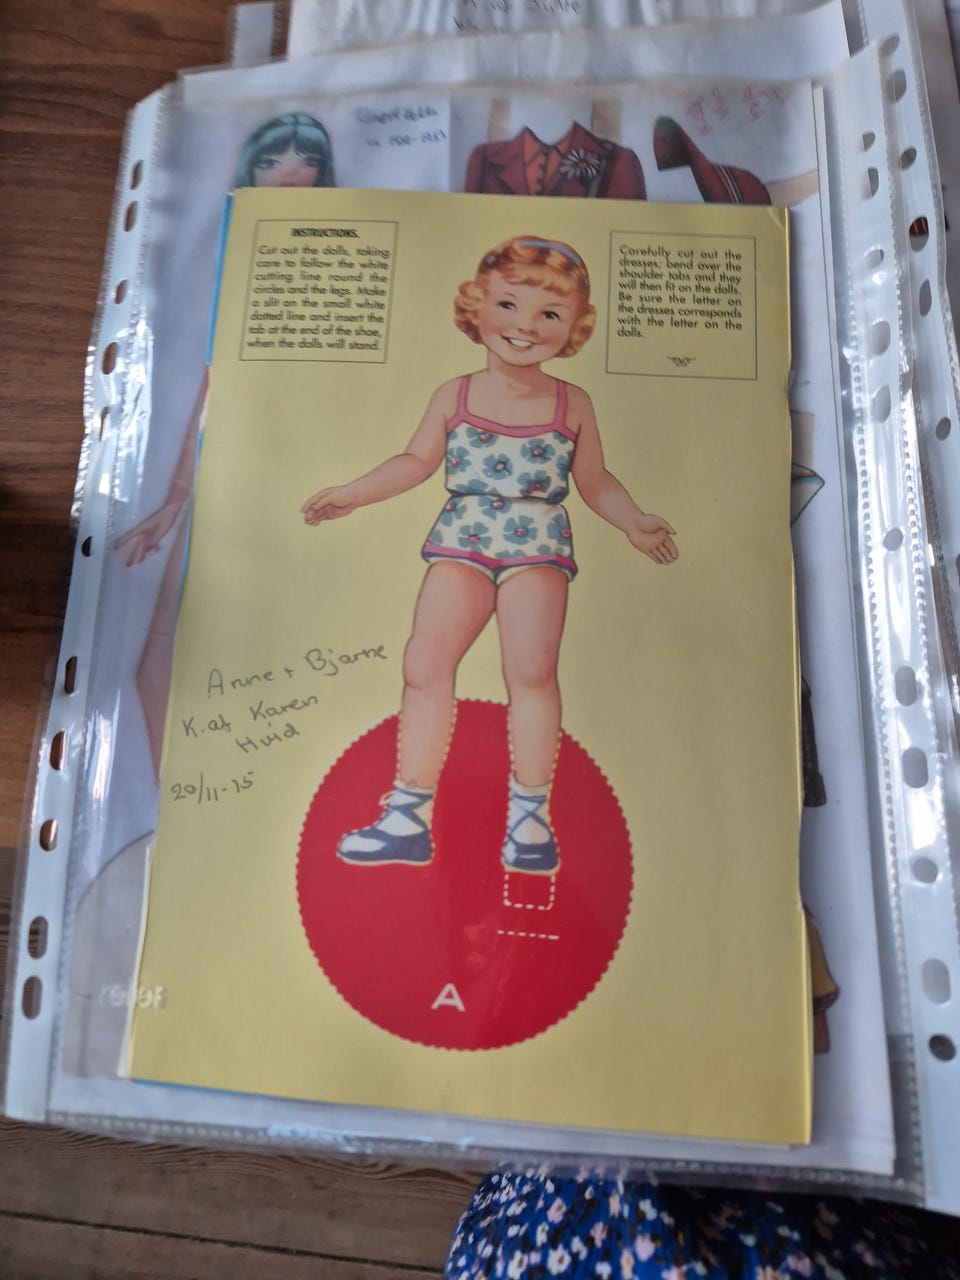 INSTRUCTIONS.
Cut out the dolls, taking
care to follow the white
cutting line round the
circles and the legs. Make
a slit on the small white
dotted line and insert the
tab at the end of the shoe,
when the dolls will stand.
Carefully cut out the
dresses; bend over the
shoulder tabs and they
will then fit on the dolls.
Be sure the letter on
the dresses corresponds
with the letter on the
dolls.
Anne + Bjarne
K. af Karen
Hvid
20/11-75
A